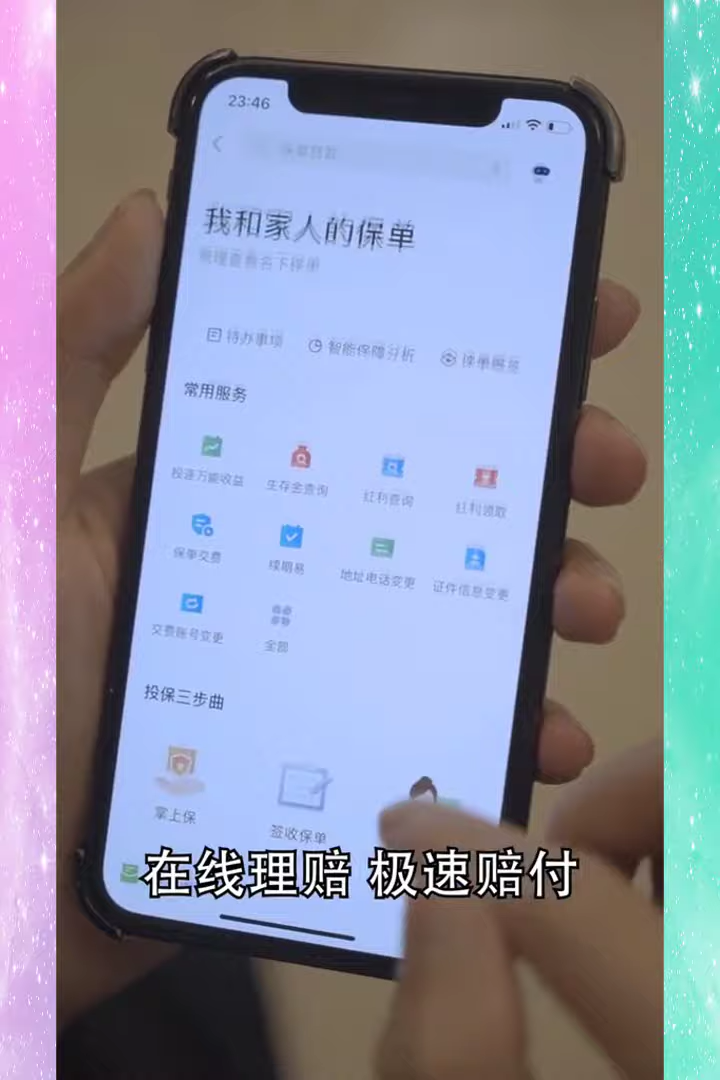 23:46
我和家人的保单
待办事项 智能保障分析
常用服务
投连万能收益 生存金查询 红利查询 红利领取
保单交费 续期易 地址电话变更 证件信息变更
交费账号变更 全部
投保三步曲
掌上保 签收保单
在线理赔 极速赔付